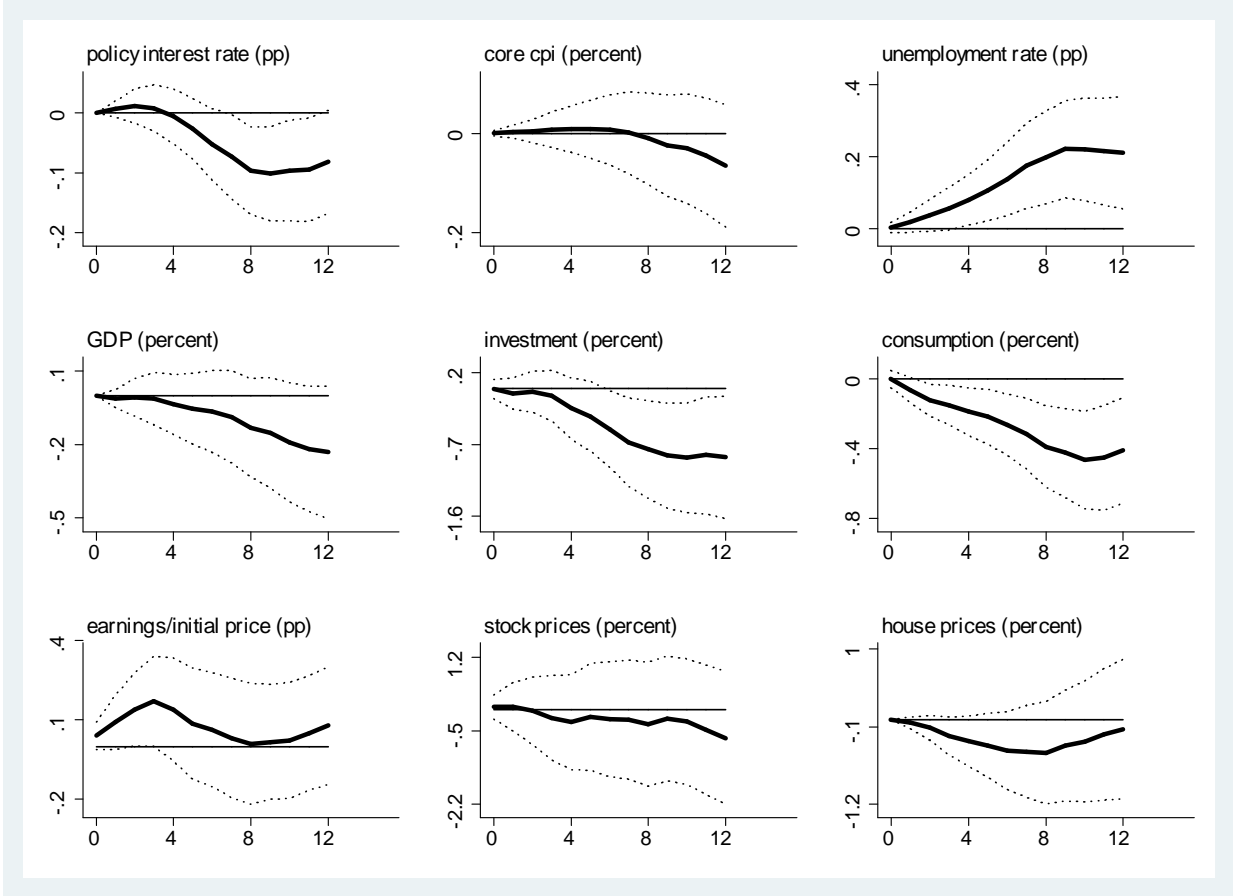 policy interest rate (pp)
0
-.1
-.2
0 4 8 12
core cpi (percent)
0
-.2
0 4 8 12
unemployment rate (pp)
.4
.2
0
0 4 8 12
GDP (percent)
.1
-.2
-.5
0 4 8 12
investment (percent)
.2
-.7
-1.6
0 4 8 12
consumption (percent)
0
-.4
-.8
0 4 8 12
earnings/initial price (pp)
.4
.1
-.2
0 4 8 12
stock prices (percent)
1.2
-.5
-2.2
0 4 8 12
house prices (percent)
1
-.1
-1.2
0 4 8 12